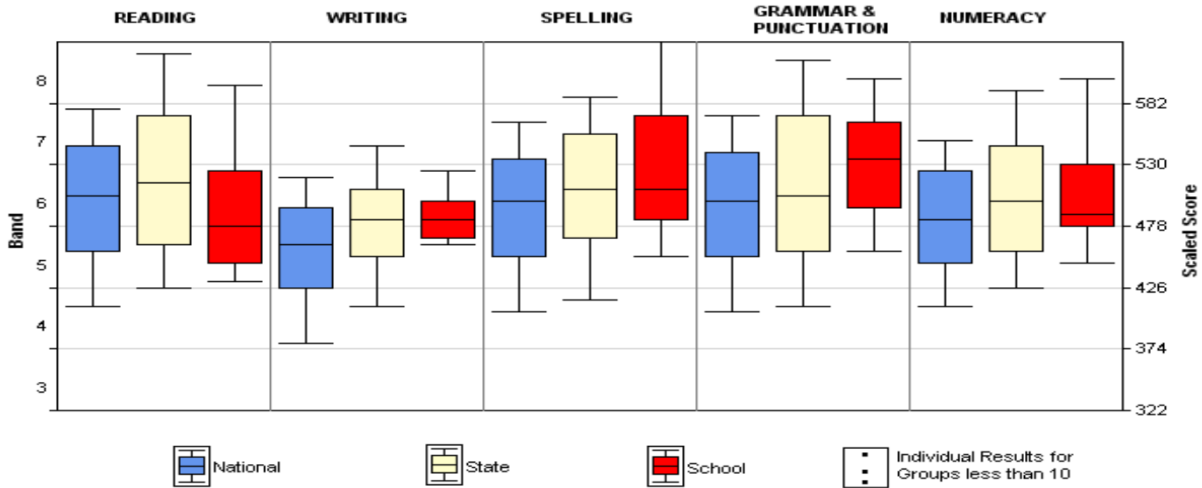 READING
WRITING
SPELLING
GRAMMAR &
PUNCTUATION
NUMERACY
Band
8
7
6
5
4
3
582
530
478
426
374
322
Scaled Score
National
State
School
Individual Results for
Groups less than 10